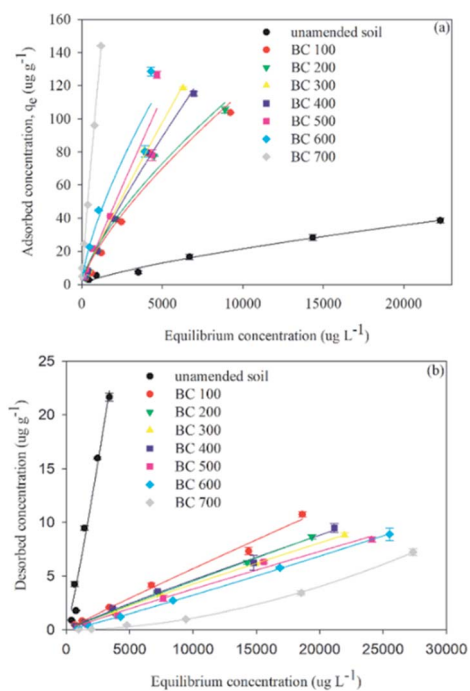 (a)
160
140
120
100
80
60
40
20
0
unamended soil
BC 100
BC 200
BC 300
BC 400
BC 500
BC 600
BC 700
Adsorbed concentration, qe (ug g-1)
0 5000 10000 15000 20000
Equilibrium concentration (ug L-1)
(b)
25
20
15
10
5
0
unamended soil
BC 100
BC 200
BC 300
BC 400
BC 500
BC 600
BC 700
Desorbed concentration (ug g-1)
0 5000 10000 15000 20000 25000 30000
Equilibrium concentration (ug L-1)